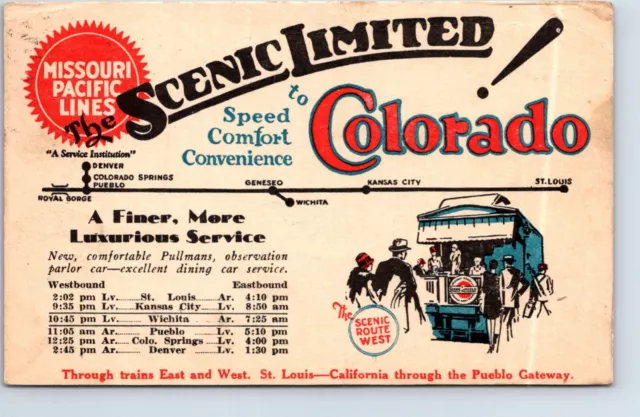 MISSOURI
PACIFIC
LINES
"A Service Institution"
The SCENIC LIMITED
to
Colorado!
Speed
Comfort
Convenience
DENVER
COLORADO SPRINGS
PUEBLO
ROYAL GORGE
GENESEO
WICHITA
KANSAS CITY
ST. LOUIS
A Finer, More
Luxurious Service
New, comfortable Pullmans, observation
parlor car—excellent dining car service.
Westbound Eastbound
2:02 pm Lv. St. Louis Ar. 4:10 pm
9:35 pm Lv. Kansas City Lv. 8:50 am
10:45 pm Lv. Wichita Ar. 7:25 am
11:05 am Ar. Pueblo Lv. 5:10 pm
12:25 pm Ar. Colo. Springs Lv. 4:00 pm
2:45 pm Ar. Denver Lv. 1:30 pm
The
SCENIC
ROUTE
WEST
Through trains East and West. St. Louis—California through the Pueblo Gateway.